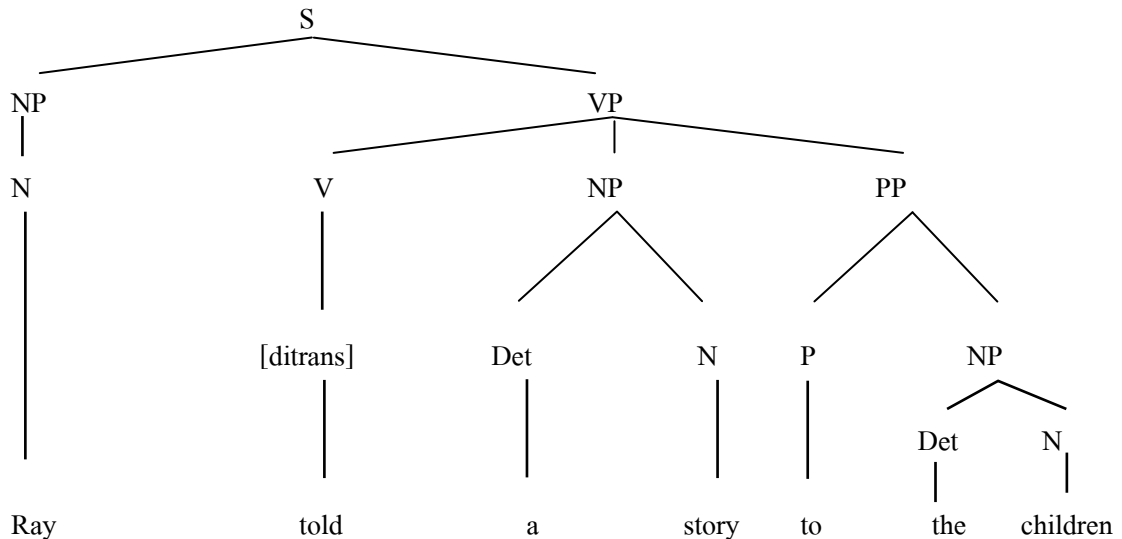 S
NP VP
N V NP PP
[ditrans] Det N P NP
Det N
Ray told a story to the children